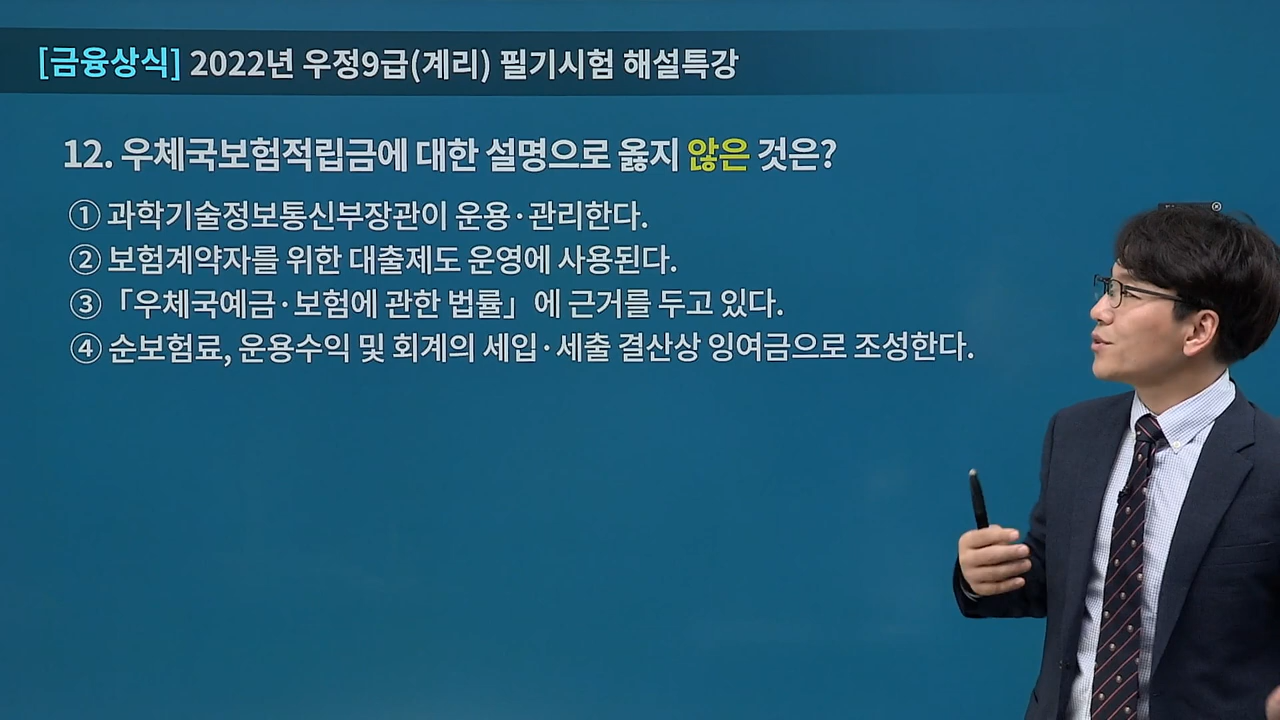 [금융상식] 2022년 우정9급(계리) 필기시험 해설특강
12. 우체국보험적립금에 대한 설명으로 옳지 않은 것은?
① 과학기술정보통신부장관이 운용·관리한다.
② 보험계약자를 위한 대출제도 운영에 사용된다.
③ 「우체국예금·보험에 관한 법률」에 근거를 두고 있다.
④ 순보험료, 운용수익 및 회계의 세입·세출 결산상 잉여금으로 조성한다.